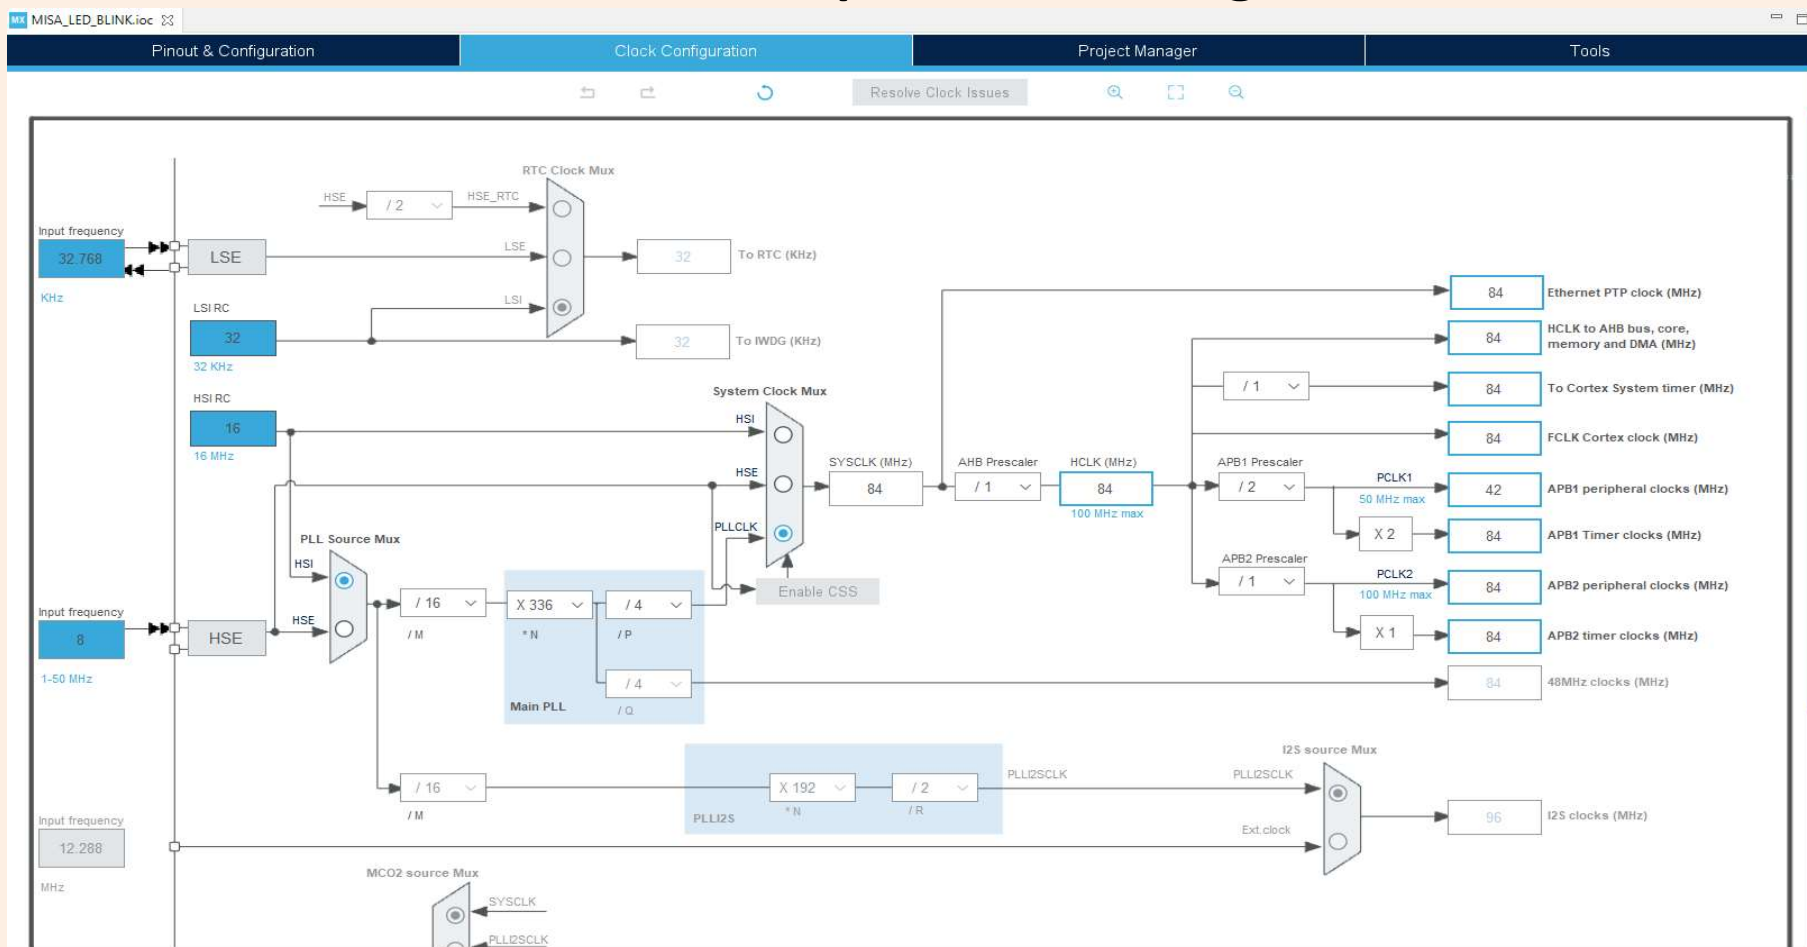 MX MISA_LED_BLINK.ioc
Pinout & Configuration
Clock Configuration
Project Manager
Tools
Resolve Clock Issues
RTC Clock Mux
HSE
/ 2
HSE_RTC
Input frequency
32.768
KHz
LSE
LSE
32
To RTC (KHz)
LSI RC
32
32 KHz
LSI
32
To IWDG (KHz)
HSI RC
16
16 MHz
System Clock Mux
HSI
HSE
PLLCLK
SYSCLK (MHz)
84
AHB Prescaler
/ 1
HCLK (MHz)
84
100 MHz max
84
Ethernet PTP clock (MHz)
84
HCLK to AHB bus, core,
memory and DMA (MHz)
/ 1
84
To Cortex System timer (MHz)
84
FCLK Cortex clock (MHz)
APB1 Prescaler
/ 2
PCLK1
50 MHz max
42
APB1 peripheral clocks (MHz)
X 2
84
APB1 Timer clocks (MHz)
APB2 Prescaler
/ 1
PCLK2
100 MHz max
84
APB2 peripheral clocks (MHz)
X 1
84
APB2 timer clocks (MHz)
Enable CSS
PLL Source Mux
HSI
HSE
Input frequency
8
1-50 MHz
HSE
/ 16
/ M
X 336
* N
/ 4
/ P
/ 4
/ Q
Main PLL
84
48MHz clocks (MHz)
/ 16
/ M
X 192
* N
/ 2
/ R
PLLI2S
PLLI2SCLK
I2S source Mux
PLLI2SCLK
Ext.clock
96
I2S clocks (MHz)
Input frequency
12.288
MHz
MCO2 source Mux
SYSCLK
PLLI2SCLK